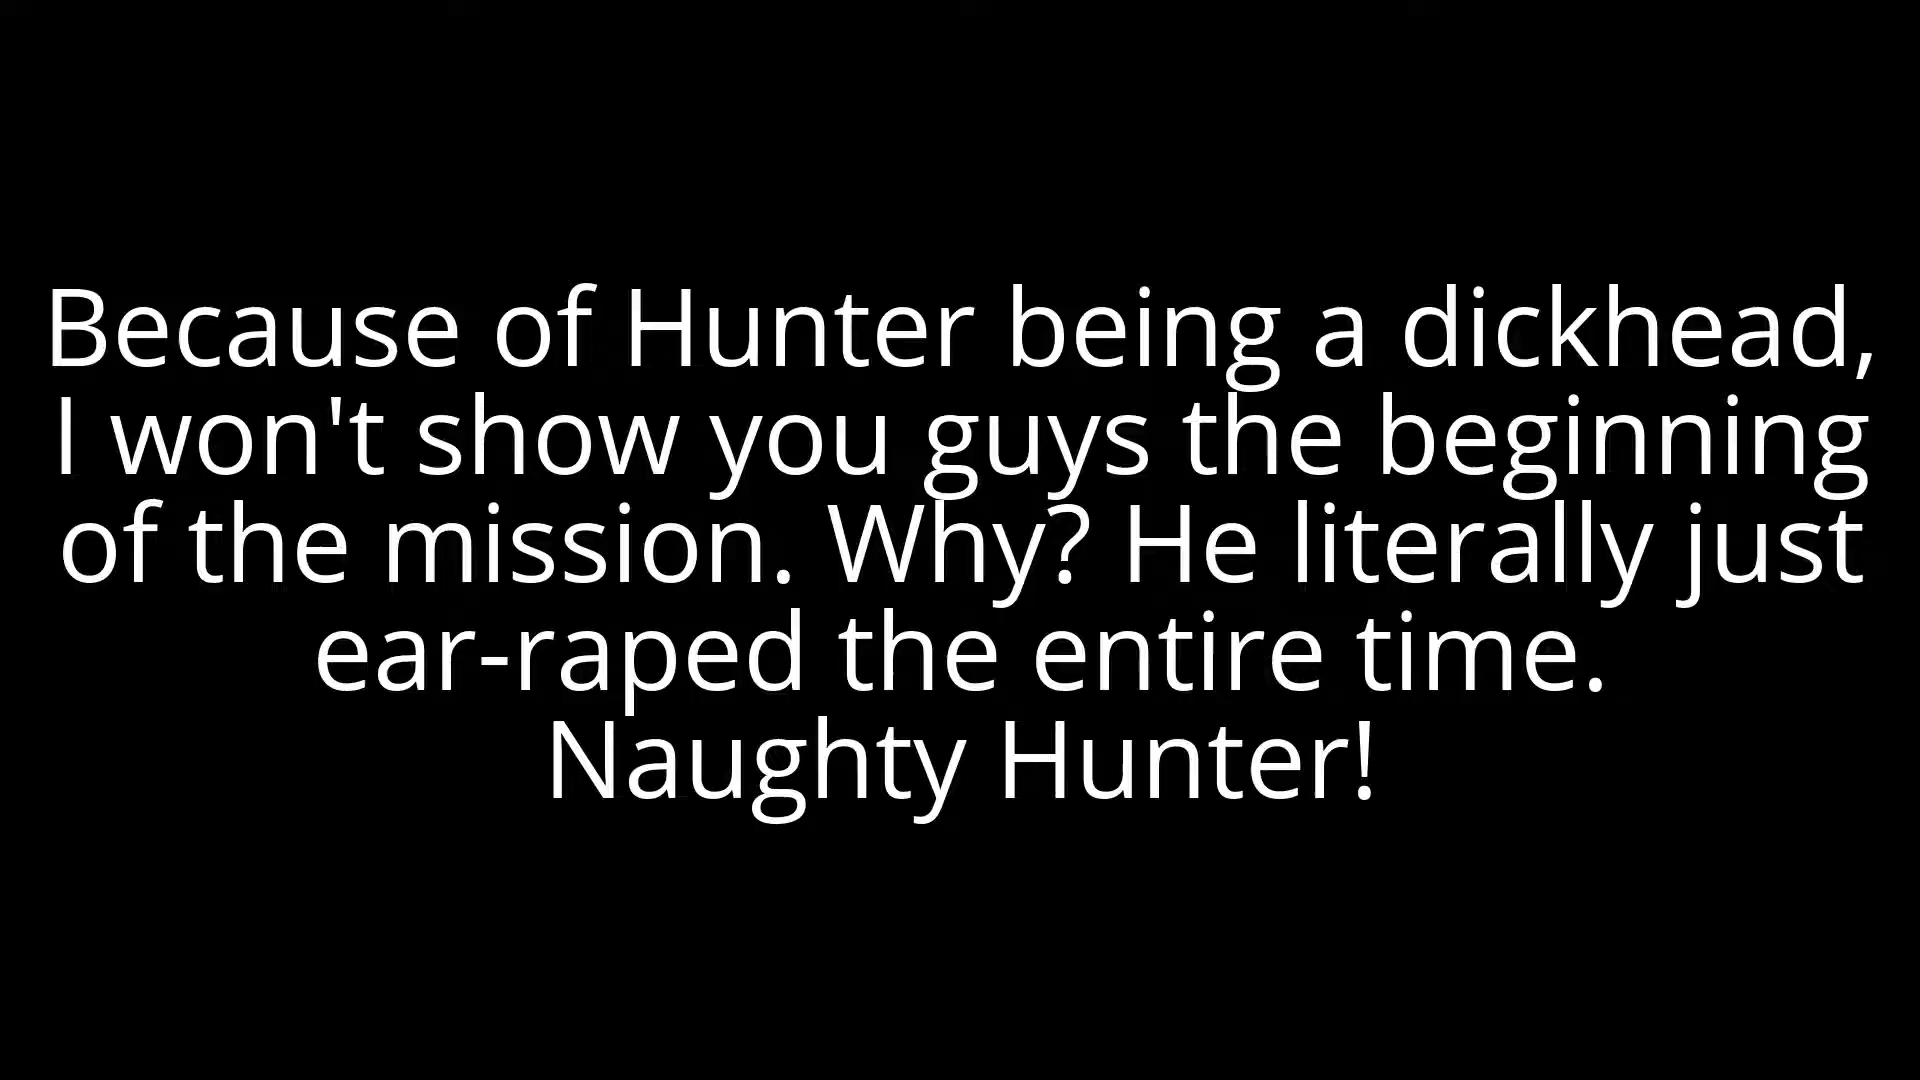 Because of Hunter being a dickhead,
I won't show you guys the beginning
of the mission. Why? He literally just
ear-raped the entire time.
Naughty Hunter!